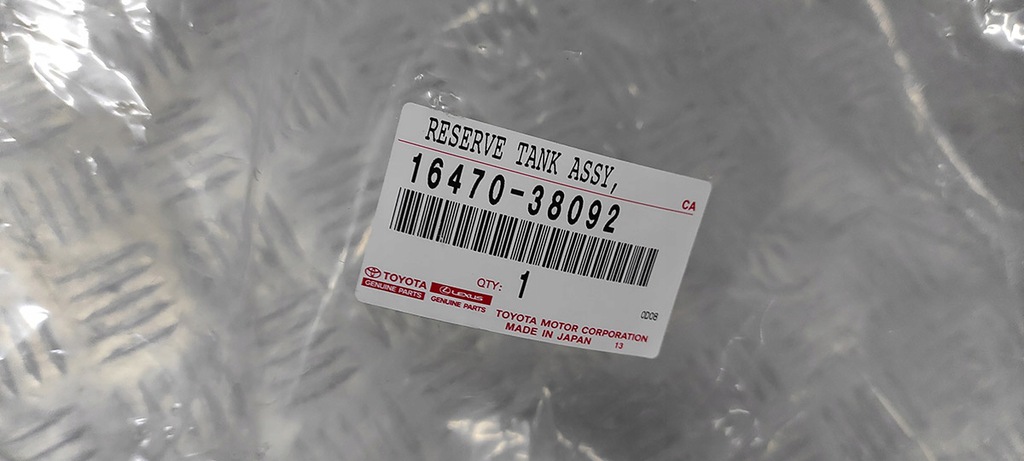 RESERVE TANK ASSY,
CA
16470-38092
TOYOTA
GENUINE PARTS
LEXUS
GENUINE PARTS
QTY: 1
0D08
TOYOTA MOTOR CORPORATION
MADE IN JAPAN 13